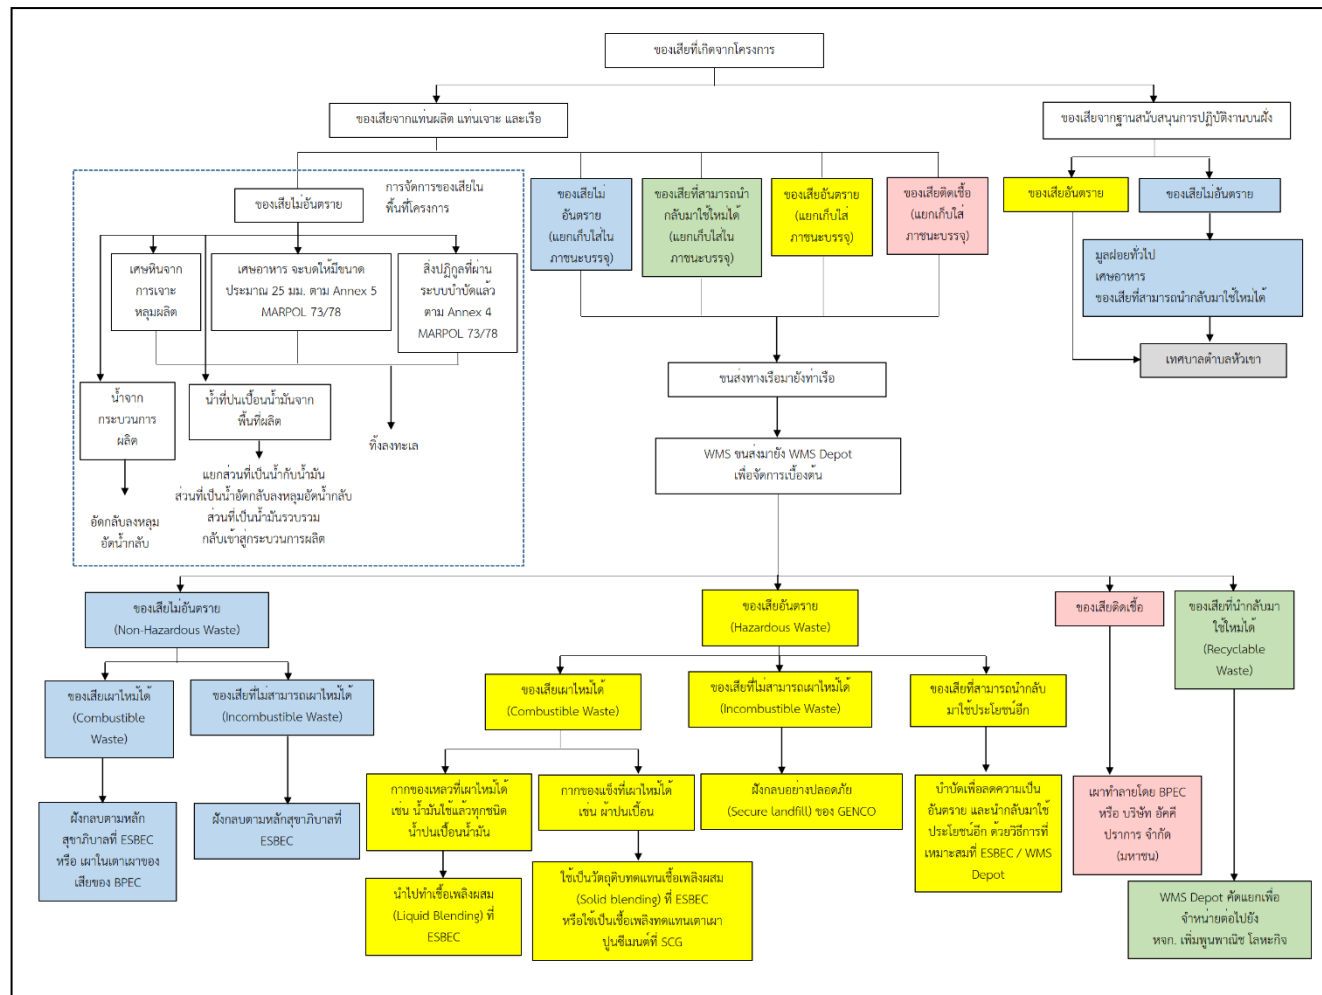 ของเสียที่เกิดจากโครงการ
ของเสียจากแท่นผลิต แท่นเจาะ และเรือ
ของเสียจากฐานสนับสนุนการปฏิบัติงานบนฝั่ง
การจัดการของเสียใน
พื้นที่โครงการ
ของเสียไม่อันตราย
เศษหินจาก
การเจาะ
หลุมผลิต
เศษอาหาร จะบดให้มีขนาด
ประมาณ 25 มม. ตาม Annex 5
MARPOL 73/78
สิ่งปฏิกูลที่ผ่าน
ระบบบำบัดแล้ว
ตาม Annex 4
MARPOL 73/78
น้ำจาก
กระบวนการ
ผลิต
น้ำที่ปนเปื้อนน้ำมันจาก
พื้นที่ผลิต
ทิ้งลงทะเล
อัดกลับลงหลุม
อัดน้ำกลับ
แยกส่วนที่เป็นน้ำกับน้ำมัน
ส่วนที่เป็นน้ำอัดกลับลงหลุมอัดน้ำกลับ
ส่วนที่เป็นน้ำมันรวบรวม
กลับเข้าสู่กระบวนการผลิต
ของเสียไม่
อันตราย
(แยกเก็บใส่ใน
ภาชนะบรรจุ)
ของเสียที่สามารถนำ
กลับมาใช้ใหม่ได้
(แยกเก็บใส่ใน
ภาชนะบรรจุ)
ของเสียอันตราย
(แยกเก็บใส่
ภาชนะบรรจุ)
ของเสียติดเชื้อ
(แยกเก็บใส่
ภาชนะบรรจุ)
ของเสียอันตราย
ของเสียไม่อันตราย
มูลฝอยทั่วไป
เศษอาหาร
ของเสียที่สามารถนำกลับมาใช้ใหม่ได้
เทศบาลตำบลหัวเขา
ขนส่งทางเรือมายังท่าเรือ
WMS ขนส่งมายัง WMS Depot
เพื่อจัดการเบื้องต้น
ของเสียไม่อันตราย
(Non-Hazardous Waste)
ของเสียอันตราย
(Hazardous Waste)
ของเสียติดเชื้อ
ของเสียที่นำกลับมา
ใช้ใหม่ได้
(Recyclable
Waste)
ของเสียเผาไหม้ได้
(Combustible
Waste)
ของเสียที่ไม่สามารถเผาไหม้ได้
(Incombustible Waste)
ของเสียเผาไหม้ได้
(Combustible Waste)
ของเสียที่ไม่สามารถเผาไหม้ได้
(Incombustible Waste)
ของเสียที่สามารถนำกลับ
มาใช้ประโยชน์อีก
ฝังกลบตามหลัก
สุขาภิบาลที่ ESBEC
หรือ เผาในเตาเผาของ
เสียของ BPEC
ฝังกลบตามหลักสุขาภิบาลที่
ESBEC
กากของเหลวที่เผาไหม้ได้
เช่น น้ำมันใช้แล้วทุกชนิด
น้ำปนเปื้อนน้ำมัน
กากของแข็งที่เผาไหม้ได้
เช่น ผ้าปนเปื้อน
ฝังกลบอย่างปลอดภัย
(Secure landfill) ของ GENCO
บำบัดเพื่อลดความเป็น
อันตราย และนำกลับมาใช้
ประโยชน์อีก ด้วยวิธีการที่
เหมาะสมที่ ESBEC / WMS
Depot
เผาทำลายโดย BPEC
หรือ บริษัท อัคคี
ปราการ จำกัด
(มหาชน)
นำไปทำเชื้อเพลิงผสม
(Liquid Blending) ที่
ESBEC
ใช้เป็นวัตถุดิบทดแทนเชื้อเพลิงผสม
(Solid blending) ที่ ESBEC
หรือใช้เป็นเชื้อเพลิงทดแทนเตาเผา
ปูนซีเมนต์ที่ SCG
WMS Depot คัดแยกเพื่อ
จำหน่ายต่อไปยัง
หจก. เพิ่มพูนพาณิช โลหะกิจ